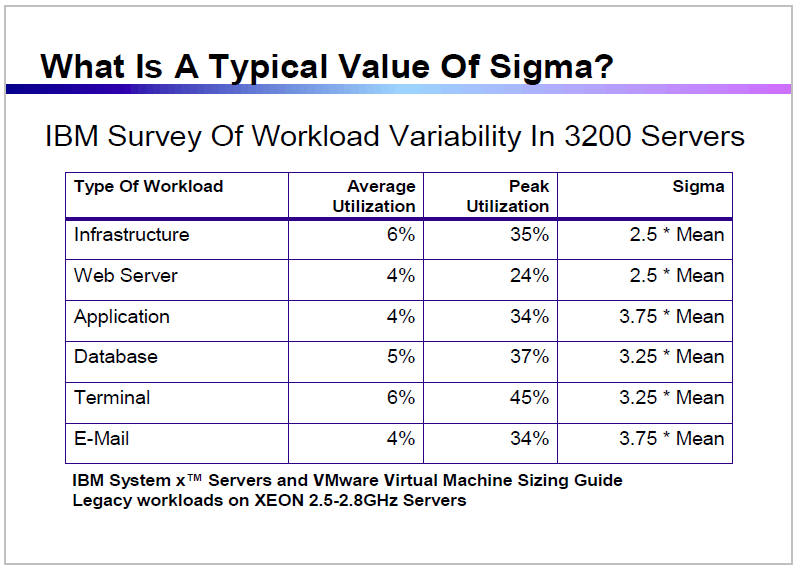 What Is A Typical Value Of Sigma?
IBM Survey Of Workload Variability In 3200 Servers
Type Of Workload Average Utilization Peak Utilization Sigma
Infrastructure 6% 35% 2.5 * Mean
Web Server 4% 24% 2.5 * Mean
Application 4% 34% 3.75 * Mean
Database 5% 37% 3.25 * Mean
Terminal 6% 45% 3.25 * Mean
E-Mail 4% 34% 3.75 * Mean
IBM System x™ Servers and VMware Virtual Machine Sizing Guide
Legacy workloads on XEON 2.5-2.8GHz Servers